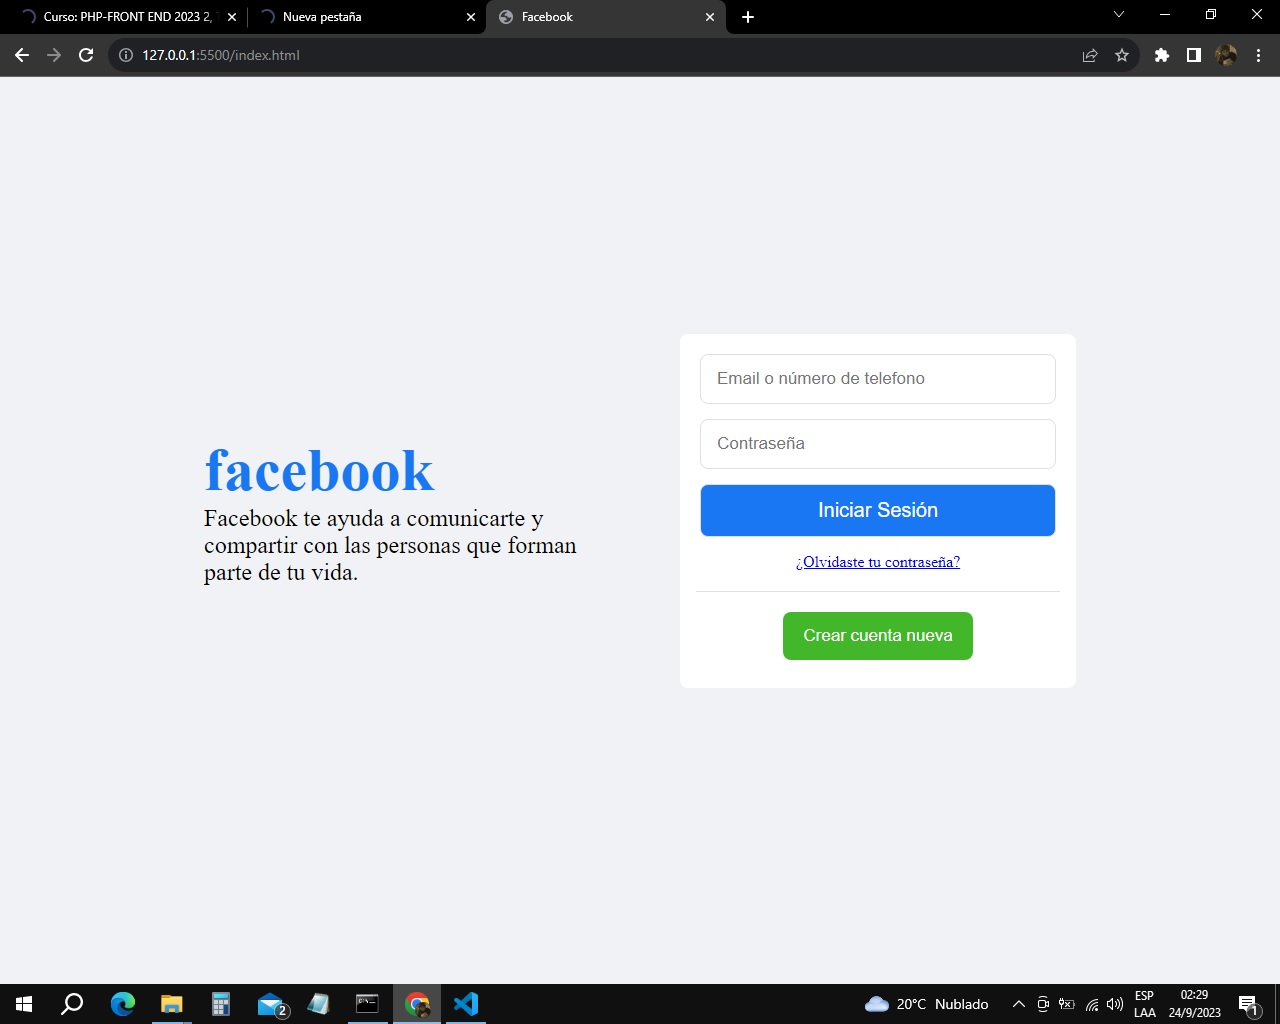 Curso: PHP-FRONT END 2023 2,
Nueva pestaña
Facebook
127.0.0.1:5500/index.html
Email o número de telefono
Contraseña
facebook
Facebook te ayuda a comunicarte y
compartir con las personas que forman
parte de tu vida.
Iniciar Sesión
¿Olvidaste tu contraseña?
Crear cuenta nueva
2
20°C Nublado
ESP
LAA
02:29
24/9/2023
1